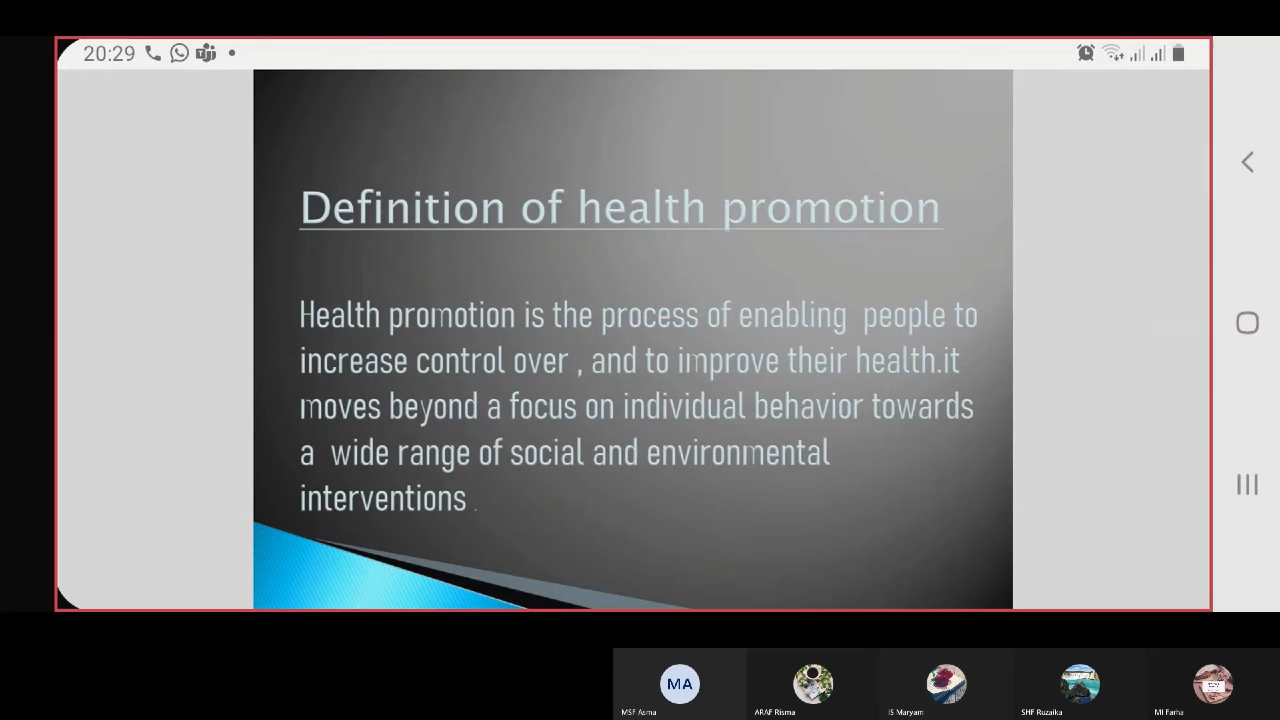 20:29
Definition of health promotion
Health promotion is the process of enabling  people to
increase control over , and to improve their health.it
moves beyond a focus on individual behavior towards
a  wide range of social and environmental
interventions .
MA
MSF Asma
ARAF Risma
IS Maryam
SHF Ruzaika
MI Farha